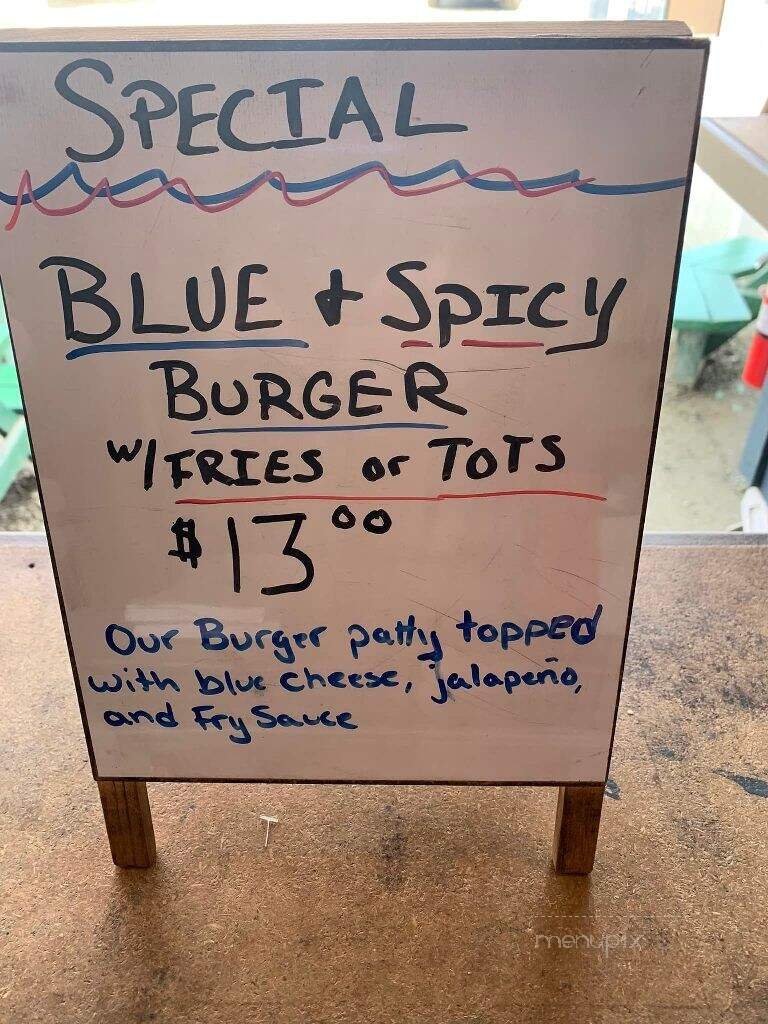 SPECIAL
BLUE + SPICY
BURGER
W/ FRIES or TOTS
$13.00
Our Burger patty topped
with blue cheese, jalapeño,
and Fry Sauce
menupix